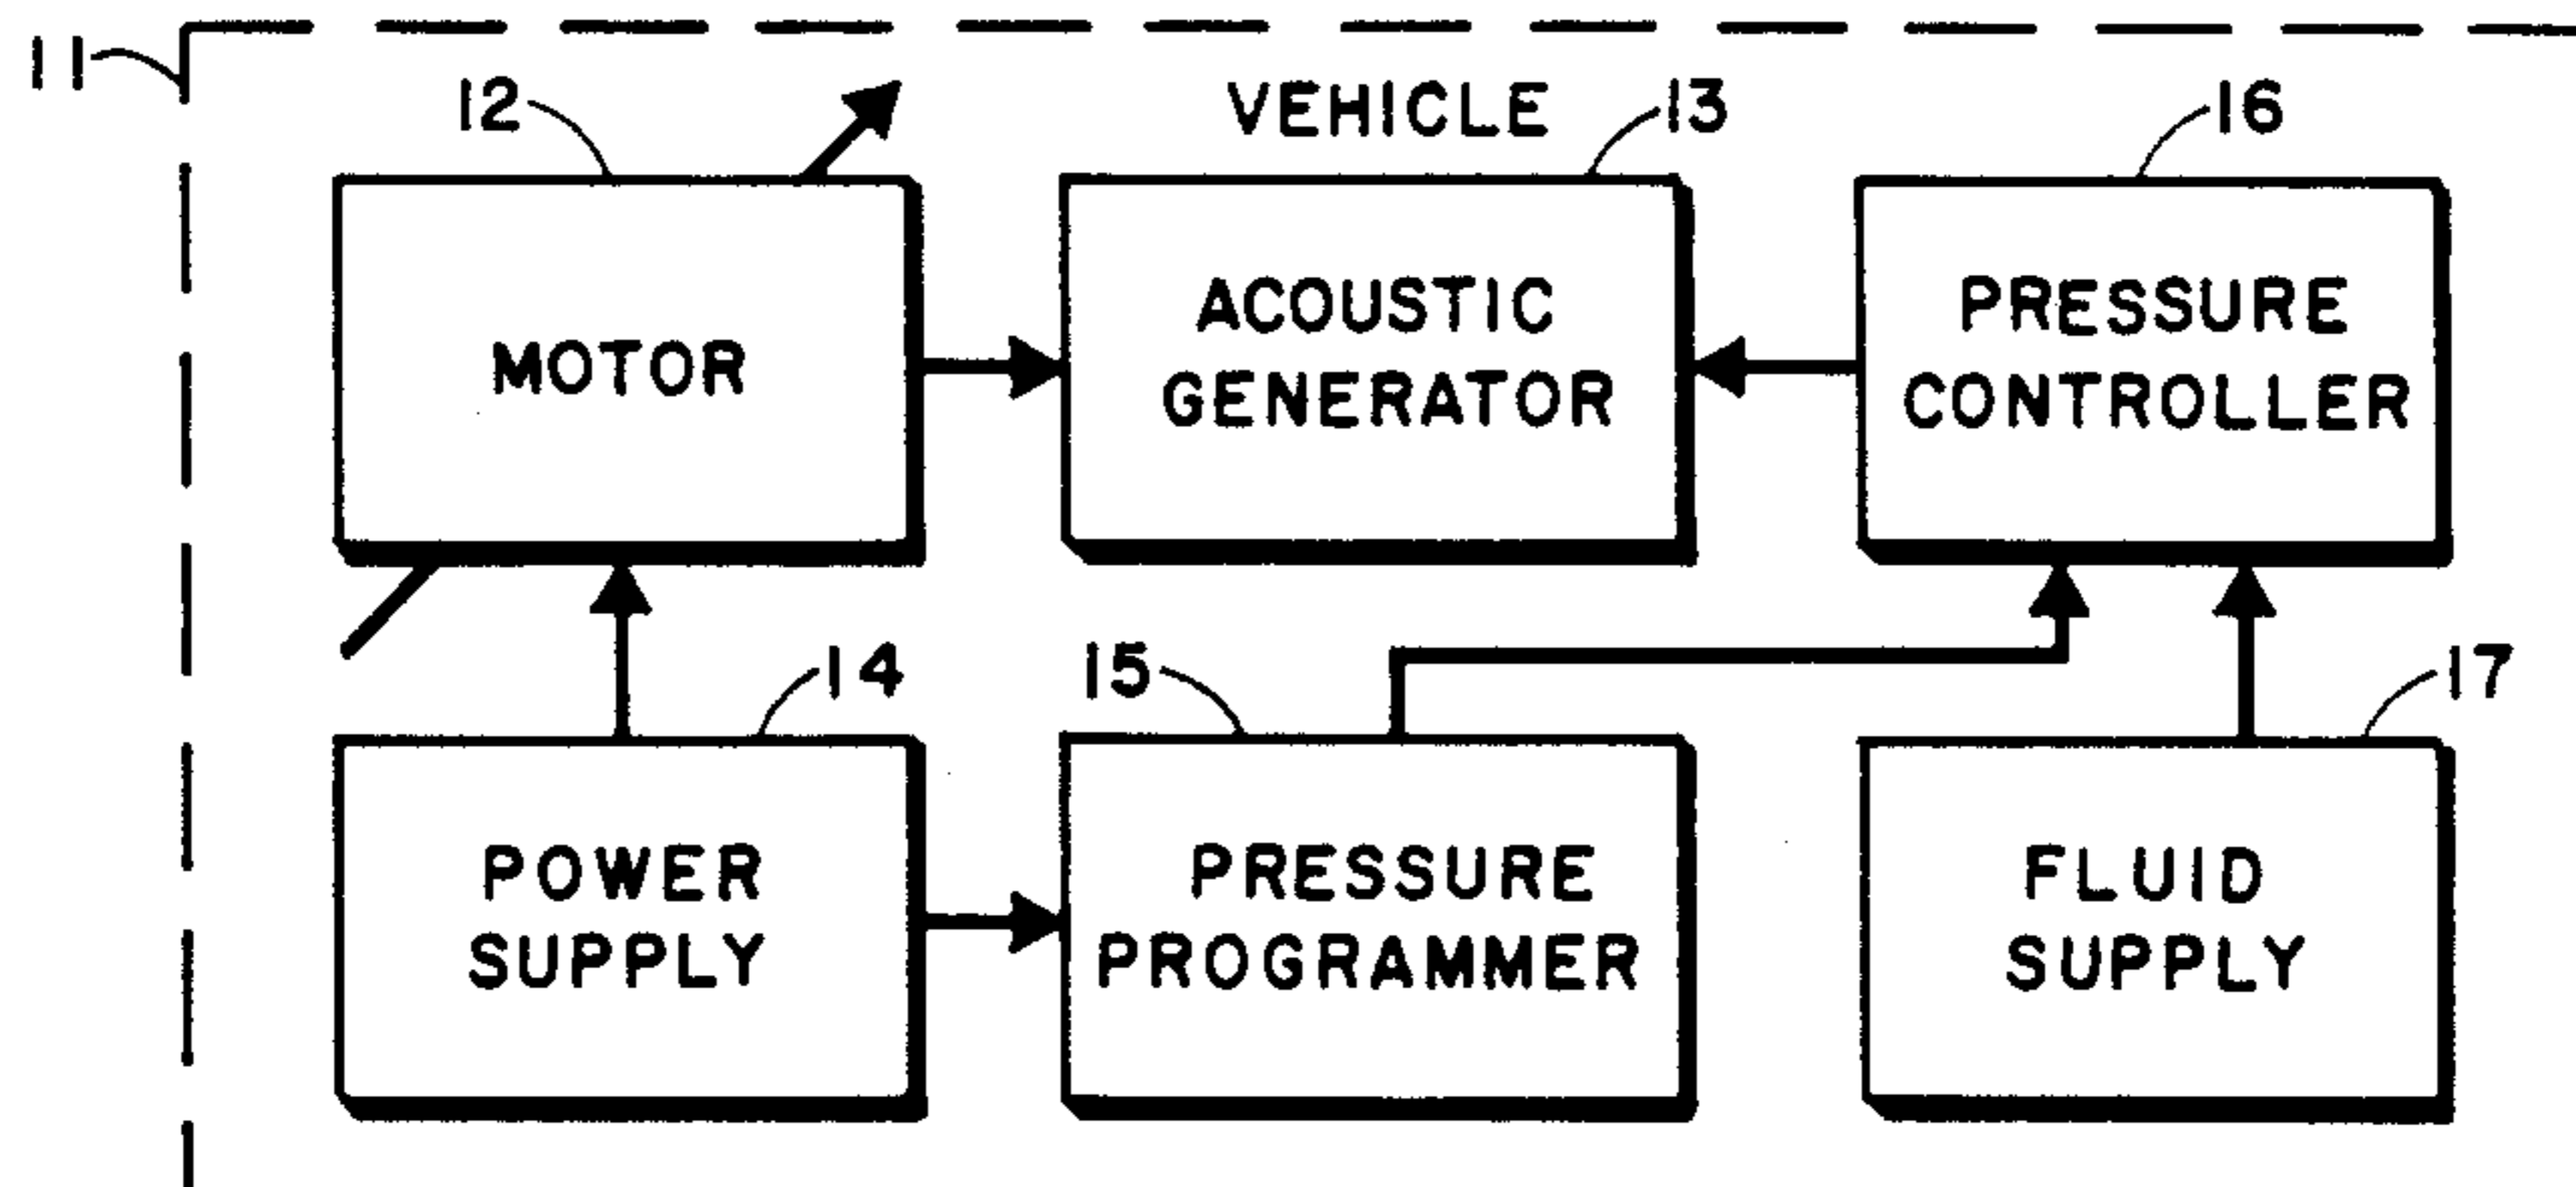 11
12
VEHICLE
13
16
MOTOR
ACOUSTIC
GENERATOR
PRESSURE
CONTROLLER
14
15
17
POWER
SUPPLY
PRESSURE
PROGRAMMER
FLUID
SUPPLY